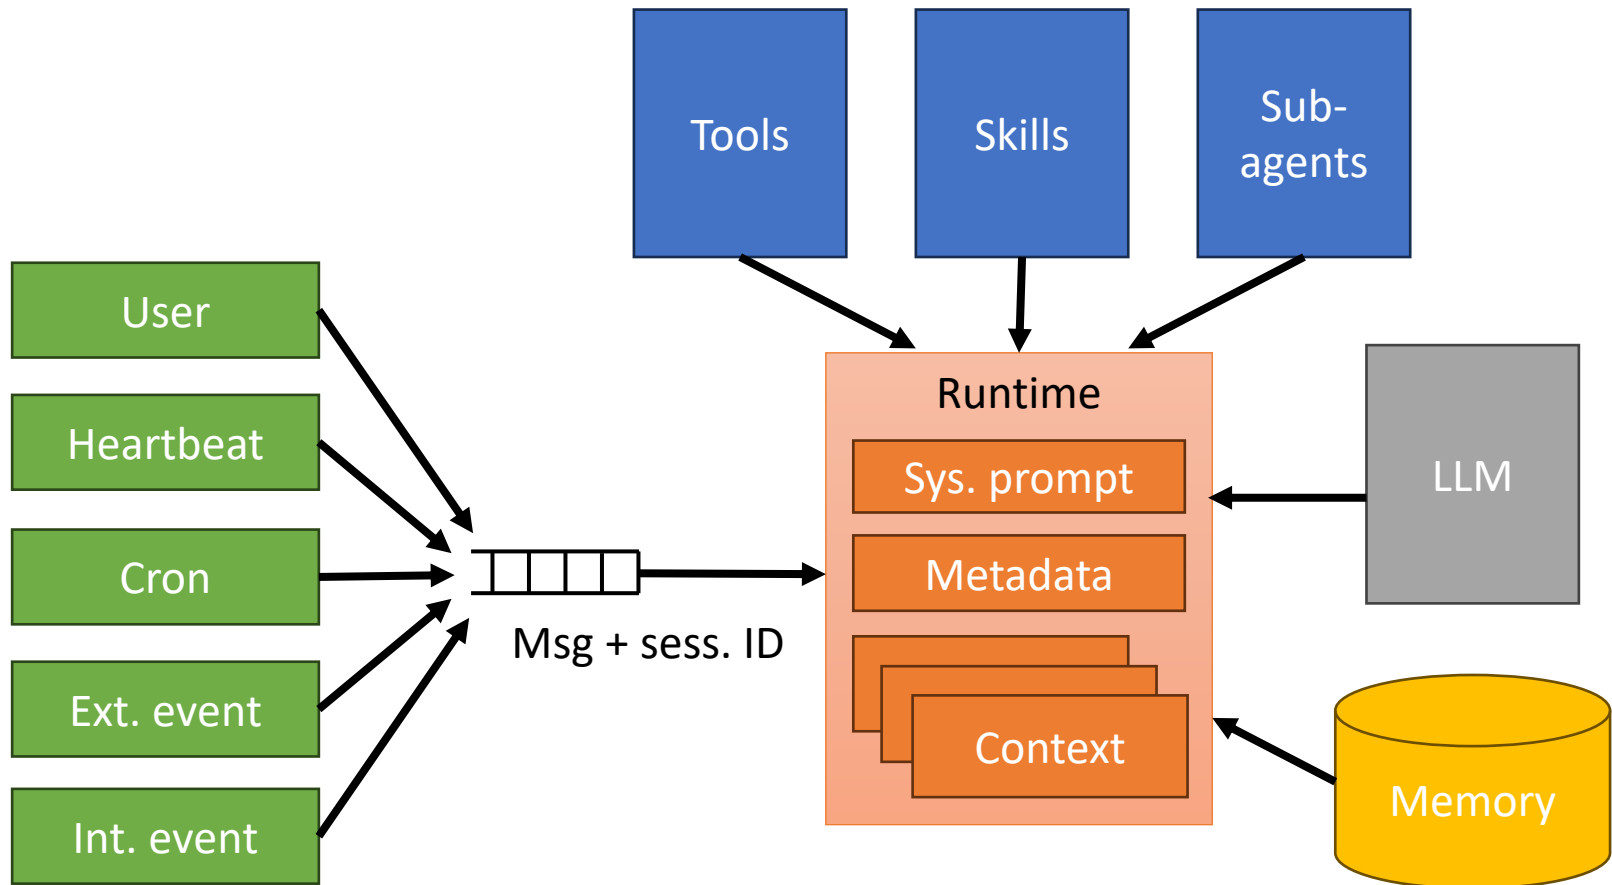 Tools
Skills
Sub-
agents
User
Heartbeat
Cron
Ext. event
Int. event
Msg + sess. ID
Runtime
Sys. prompt
Metadata
Context
LLM
Memory